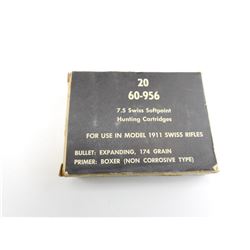 20
60-956
7.5 Swiss Softpoint
Hunting Cartridges
FOR USE IN MODEL 1911 SWISS RIFLES
BULLET: EXPANDING, 174 GRAIN
PRIMER: BOXER (NON CORROSIVE TYPE)